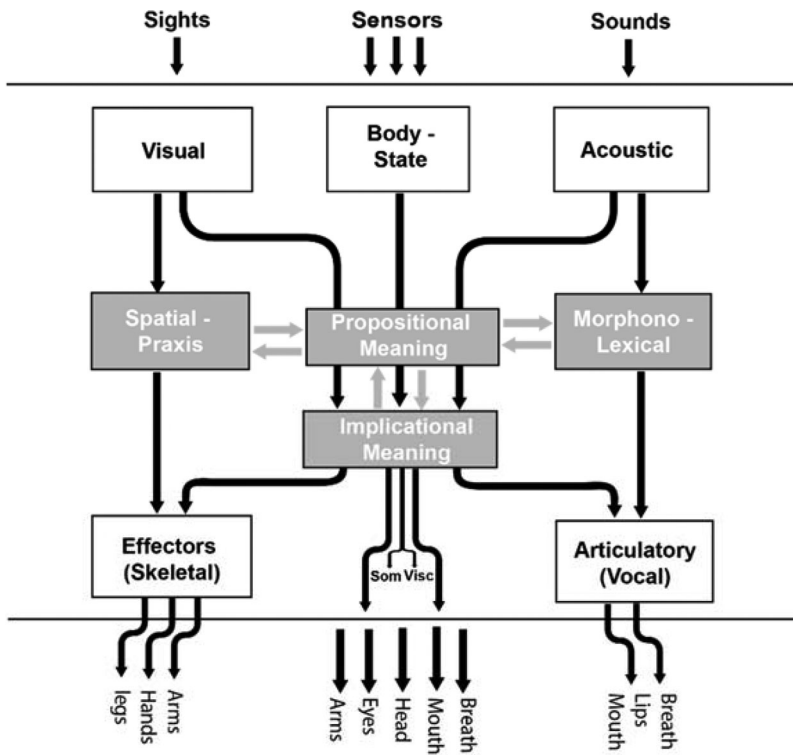 Sights
Sensors
Sounds
Visual
Body -
State
Acoustic
Spatial -
Praxis
Propositional
Meaning
Morphono -
Lexical
Implicational
Meaning
Effectors
(Skeletal)
Som Visc
Articulatory
(Vocal)
legs
Hands
Arms
Arms
Eyes
Head
Mouth
Breath
Mouth
Lips
Breath